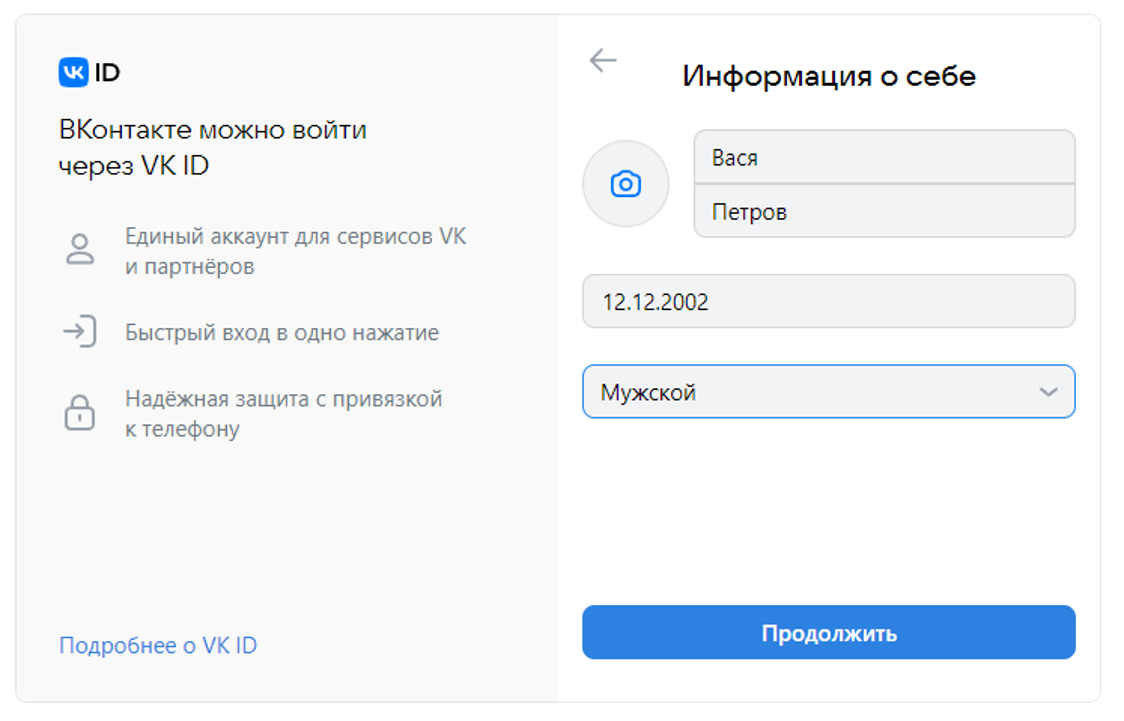 VK ID
ВКонтакте можно войти
через VK ID
Единый аккаунт для сервисов VK
и партнёров
Быстрый вход в одно нажатие
Надёжная защита с привязкой
к телефону
Подробнее о VK ID
Информация о себе
Вася
Петров
12.12.2002
Мужской
Продолжить